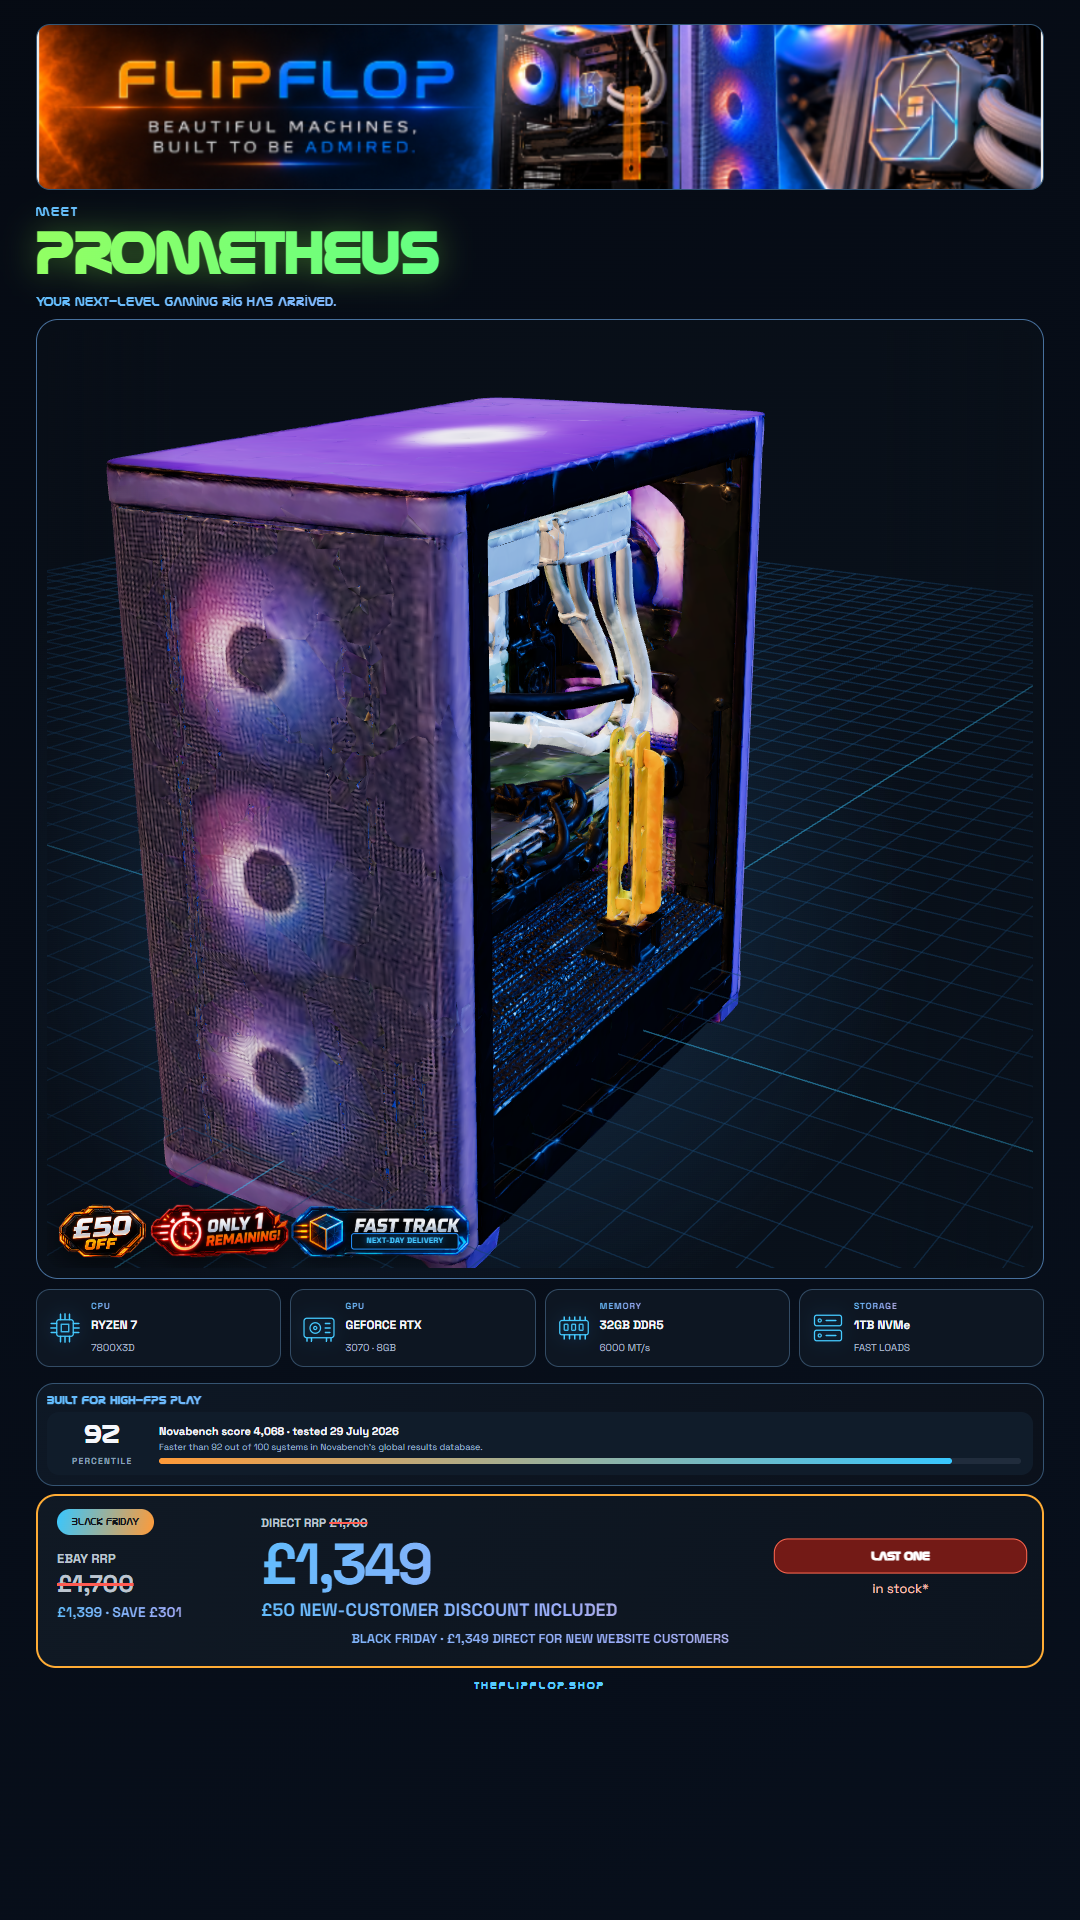 FLIPFLOP
BEAUTIFUL MACHINES,
BUILT TO BE ADMIRED.
MEET
PROMETHEUS
YOUR NEXT-LEVEL GAMING RIG HAS ARRIVED.
£50 OFF
ONLY 1 REMAINING!
FAST TRACK
NEXT-DAY DELIVERY
CPU
RYZEN 7
7800X3D
GPU
GEFORCE RTX
3070 · 8GB
MEMORY
32GB DDR5
6000 MT/s
STORAGE
1TB NVMe
FAST LOADS
BUILT FOR HIGH-FPS PLAY
92
PERCENTILE
Novabench score 4,068 · tested 29 July 2026
Faster than 92 out of 100 systems in Novabench's global results database.
BLACK FRIDAY
EBAY RRP
£1,700
£1,399 · SAVE £301
DIRECT RRP £1,700
£1,349
£50 NEW-CUSTOMER DISCOUNT INCLUDED
LAST ONE
in stock*
BLACK FRIDAY · £1,349 DIRECT FOR NEW WEBSITE CUSTOMERS
THEFLIPFLOP.SHOP